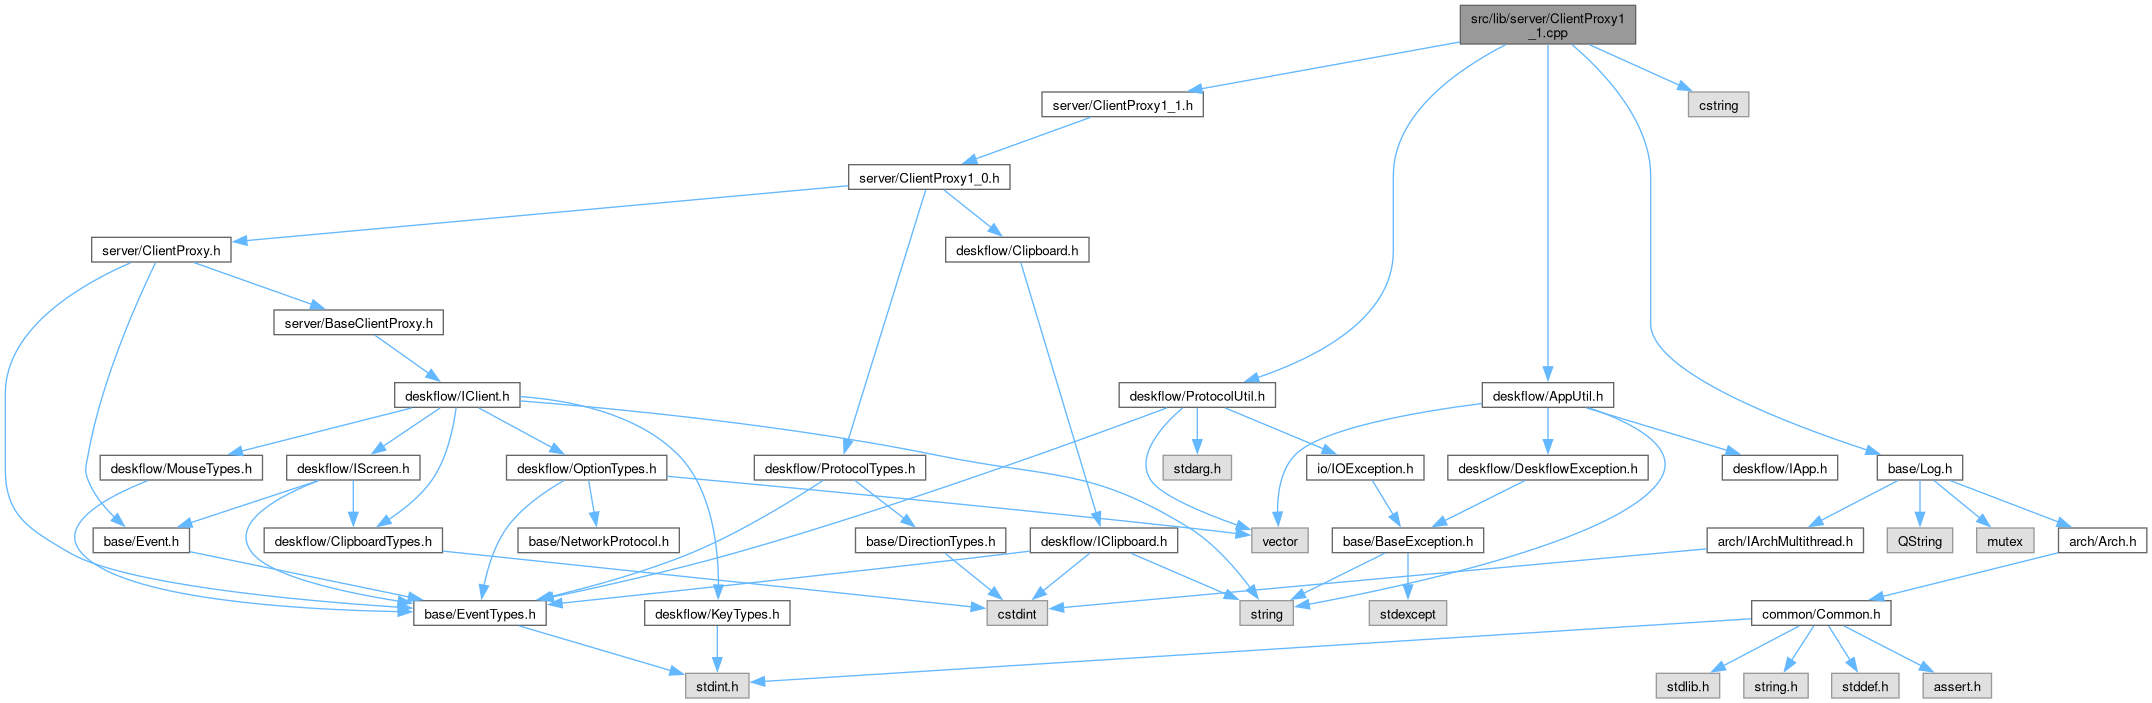 src/lib/server/ClientProxy1
_1.cpp
server/ClientProxy1_1.h
cstring
server/ClientProxy1_0.h
server/ClientProxy.h
deskflow/Clipboard.h
server/BaseClientProxy.h
deskflow/IClient.h
deskflow/ProtocolUtil.h
deskflow/AppUtil.h
deskflow/MouseTypes.h
deskflow/IScreen.h
deskflow/OptionTypes.h
deskflow/ProtocolTypes.h
stdarg.h
io/IOException.h
deskflow/DeskflowException.h
deskflow/IApp.h
base/Log.h
base/Event.h
deskflow/ClipboardTypes.h
base/NetworkProtocol.h
base/DirectionTypes.h
deskflow/IClipboard.h
vector
base/BaseException.h
arch/IArchMultithread.h
QString
mutex
arch/Arch.h
base/EventTypes.h
deskflow/KeyTypes.h
cstdint
string
stdexcept
common/Common.h
stdint.h
stdlib.h
string.h
stddef.h
assert.h